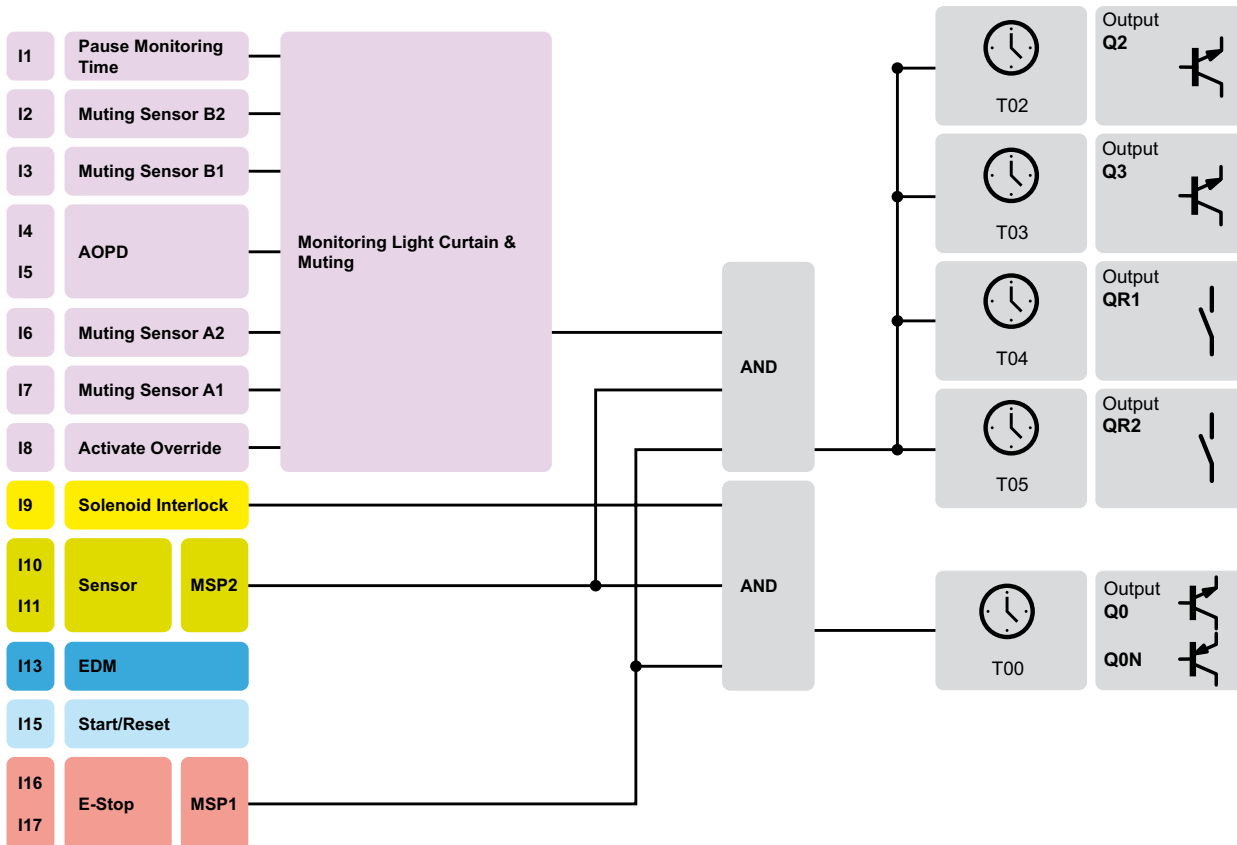 I1
Pause Monitoring
Time
I2
Muting Sensor B2
I3
Muting Sensor B1
I4
I5
AOPD
I6
Muting Sensor A2
I7
Muting Sensor A1
I8
Activate Override
Monitoring Light Curtain &
Muting
I9
Solenoid Interlock
I10
I11
Sensor
MSP2
I13
EDM
I15
Start/Reset
I16
I17
E-Stop
MSP1
AND
AND
T02
Output
Q2
T03
Output
Q3
T04
Output
QR1
T05
Output
QR2
T00
Output
Q0
Q0N